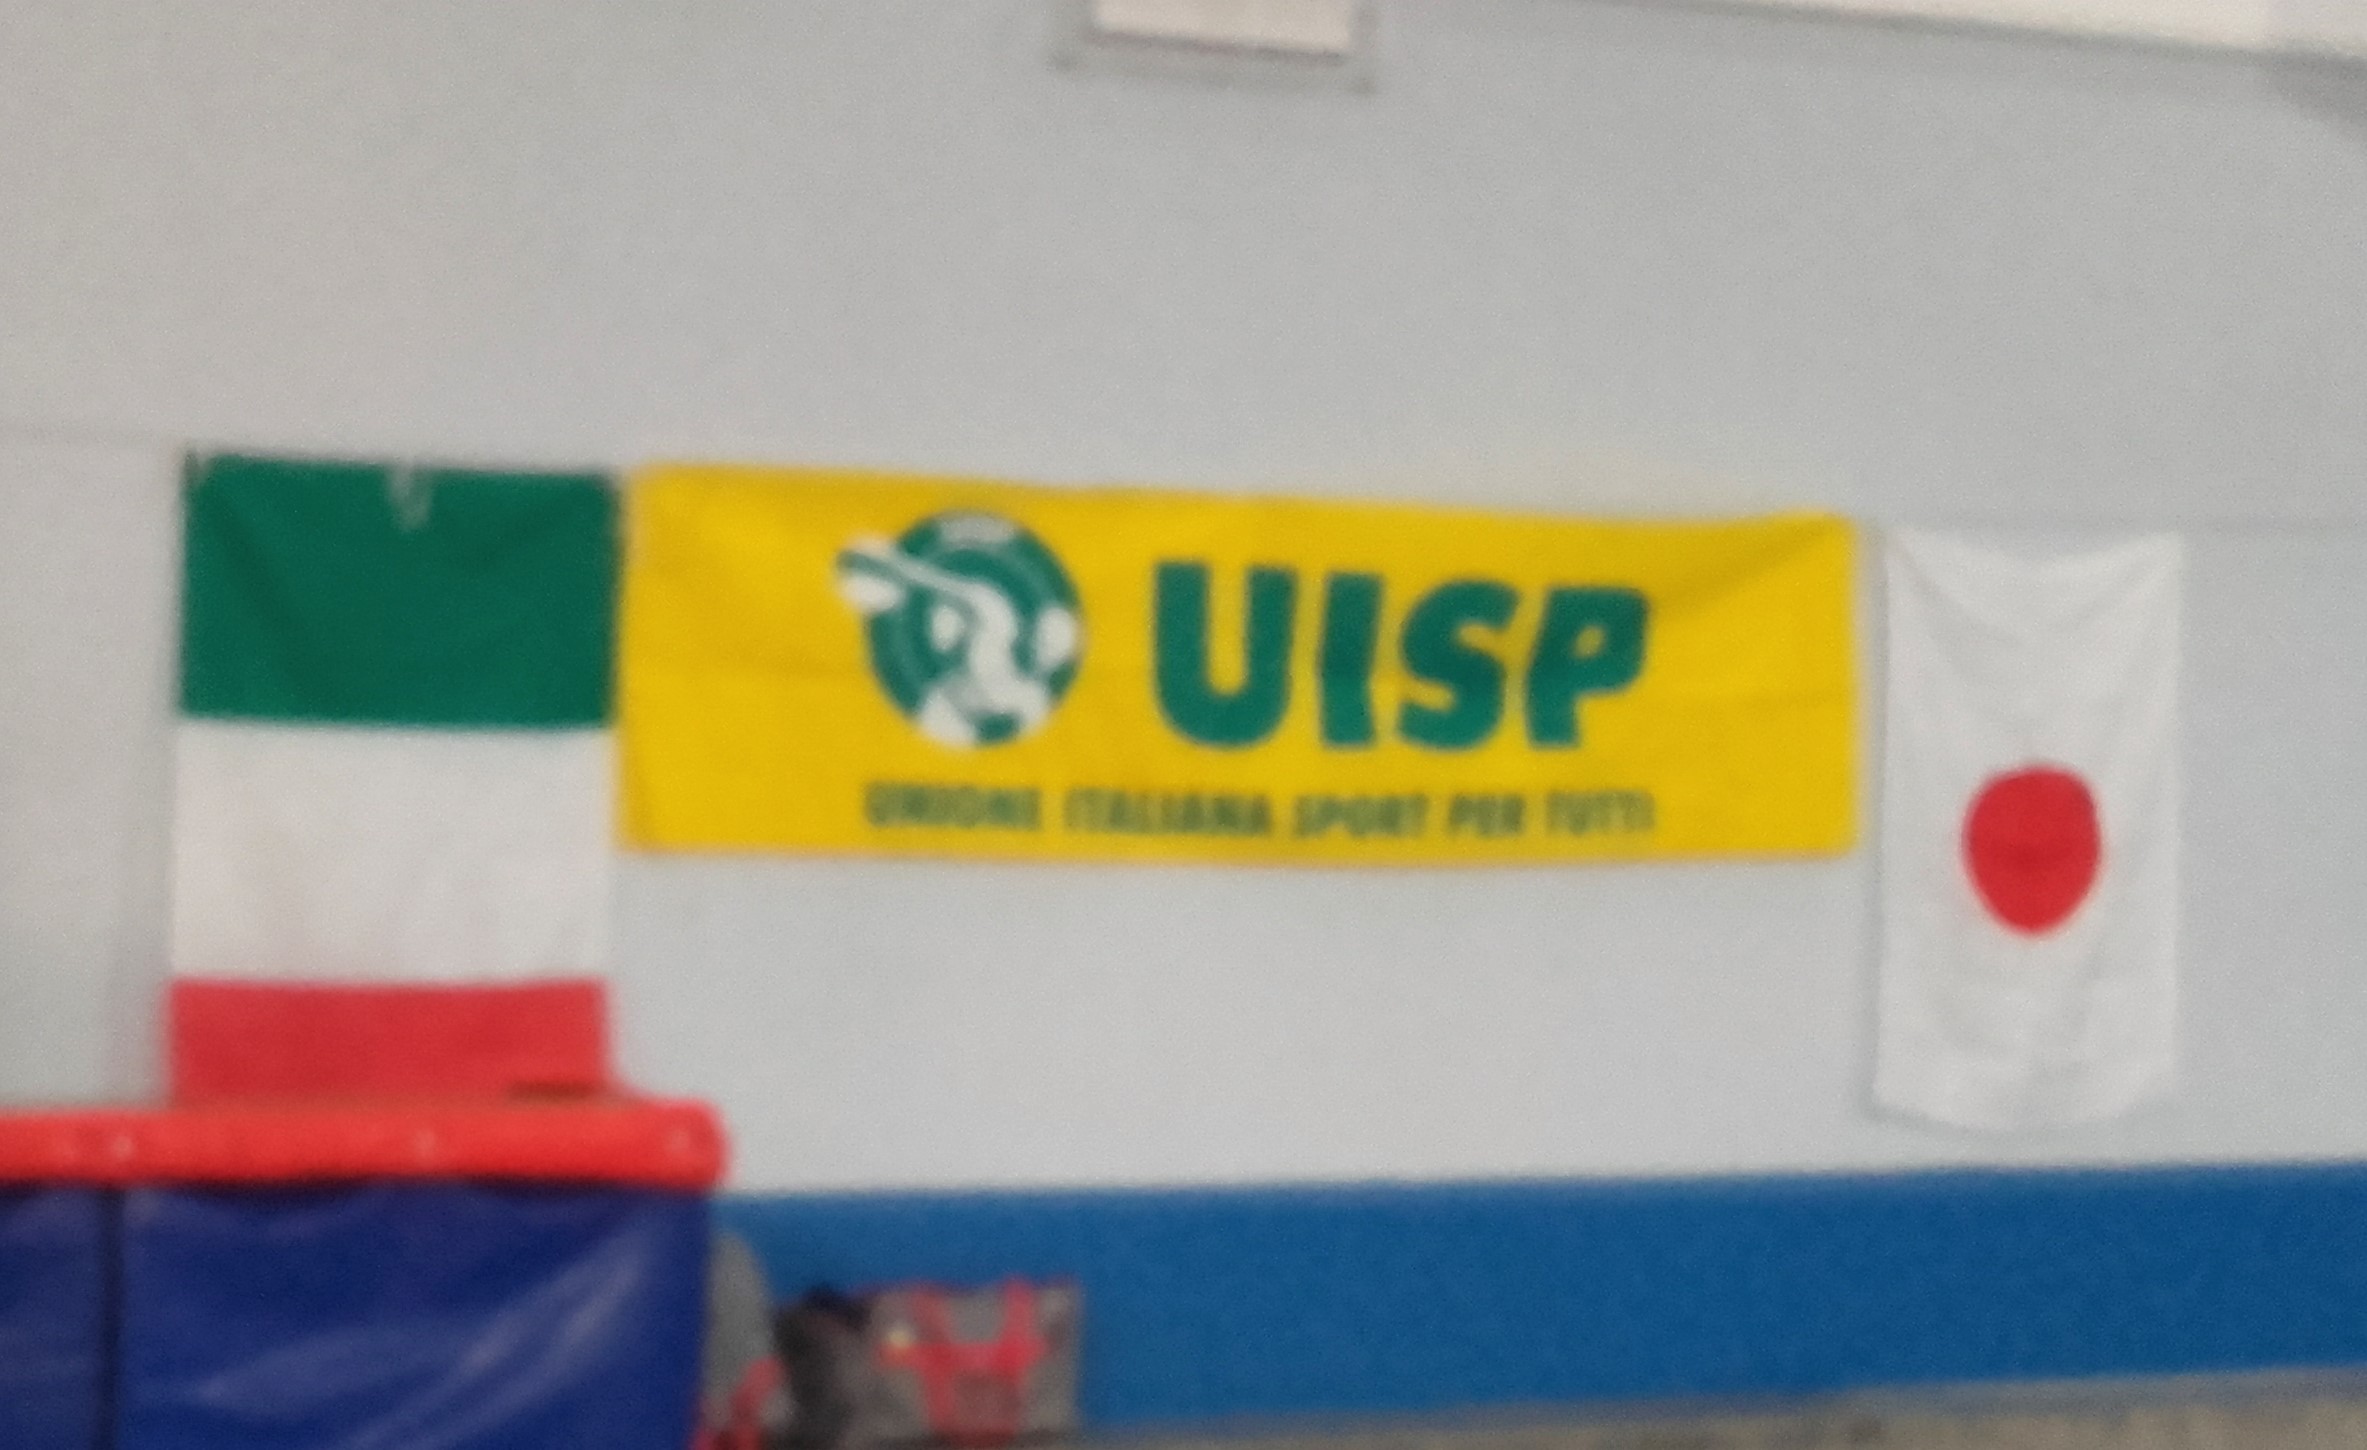 UISP
UNIONE ITALIANA SPORT PER TUTTI